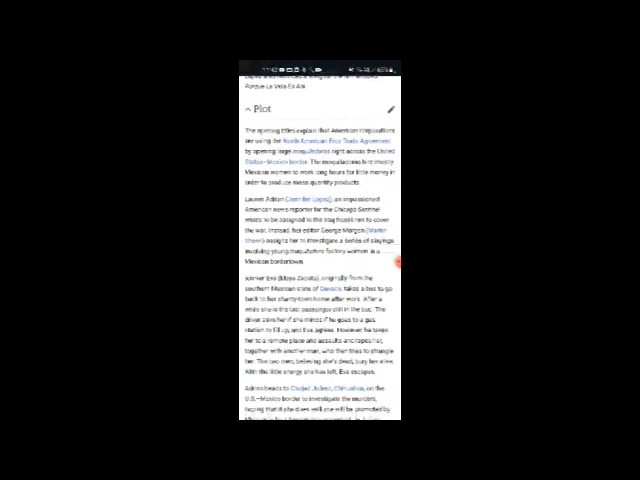 Porque La Vida Es Así
Plot
The opening titles explain that American corporations
are using the North American Free Trade Agreement
by opening large maquiladoras right across the United
States–Mexico border. The maquiladoras hire mostly
Mexican women to work long hours for little money in
order to produce mass quantity products.
Lauren Adrian (Jennifer Lopez), an impassioned
American news reporter for the Chicago Sentinel
wants to be assigned to the Iraq front-lines to cover
the war. Instead, her editor George Morgan (Martin
Sheen) assigns her to investigate a series of slayings
involving young maquiladora factory women in a
Mexican bordertown.
Worker Eva (Maya Zapata), originally from the
southern Mexican state of Oaxaca, takes a bus to go
back to her shanty-town home after work. After a
while she is the last passenger still in the bus. The
driver asks her if she minds if he goes to a gas
station to fill up, and Eva agrees. However he takes
her to a remote place and assaults and rapes her,
together with another man, who then tries to strangle
her. The two men, believing she's dead, bury her alive.
With the little energy she has left, Eva escapes.
Adrian heads to Ciudad Juárez, Chihuahua, on the
U.S.–Mexico border to investigate the murders,
hoping that if she does well she will be promoted by